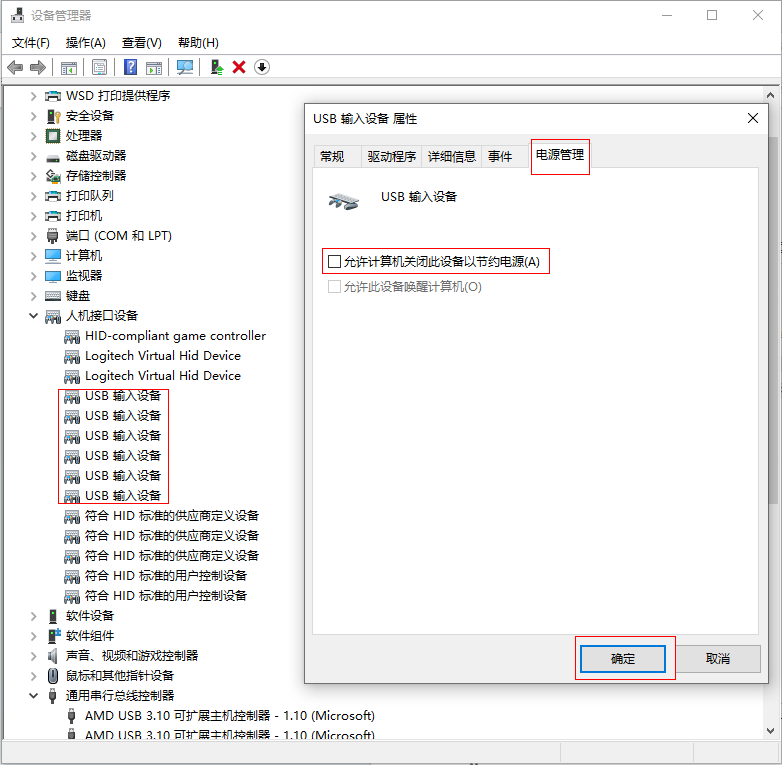 设备管理器
文件(F) 操作(A) 查看(V) 帮助(H)
WSD 打印提供程序
安全设备
处理器
磁盘驱动器
存储控制器
打印队列
打印机
端口 (COM 和 LPT)
计算机
监视器
键盘
人机接口设备
HID-compliant game controller
Logitech Virtual Hid Device
Logitech Virtual Hid Device
USB 输入设备
USB 输入设备
USB 输入设备
USB 输入设备
USB 输入设备
USB 输入设备
符合 HID 标准的供应商定义设备
符合 HID 标准的供应商定义设备
符合 HID 标准的供应商定义设备
符合 HID 标准的用户控制设备
符合 HID 标准的用户控制设备
软件设备
软件组件
声音、视频和游戏控制器
鼠标和其他指针设备
通用串行总线控制器
AMD USB 3.10 可扩展主机控制器 - 1.10 (Microsoft)
AMD USB 3.10 可扩展主机控制器 - 1.10 (Microsoft)
USB 输入设备 属性
常规 驱动程序 详细信息 事件 电源管理
USB 输入设备
允许计算机关闭此设备以节约电源(A)
允许此设备唤醒计算机(O)
确定 取消